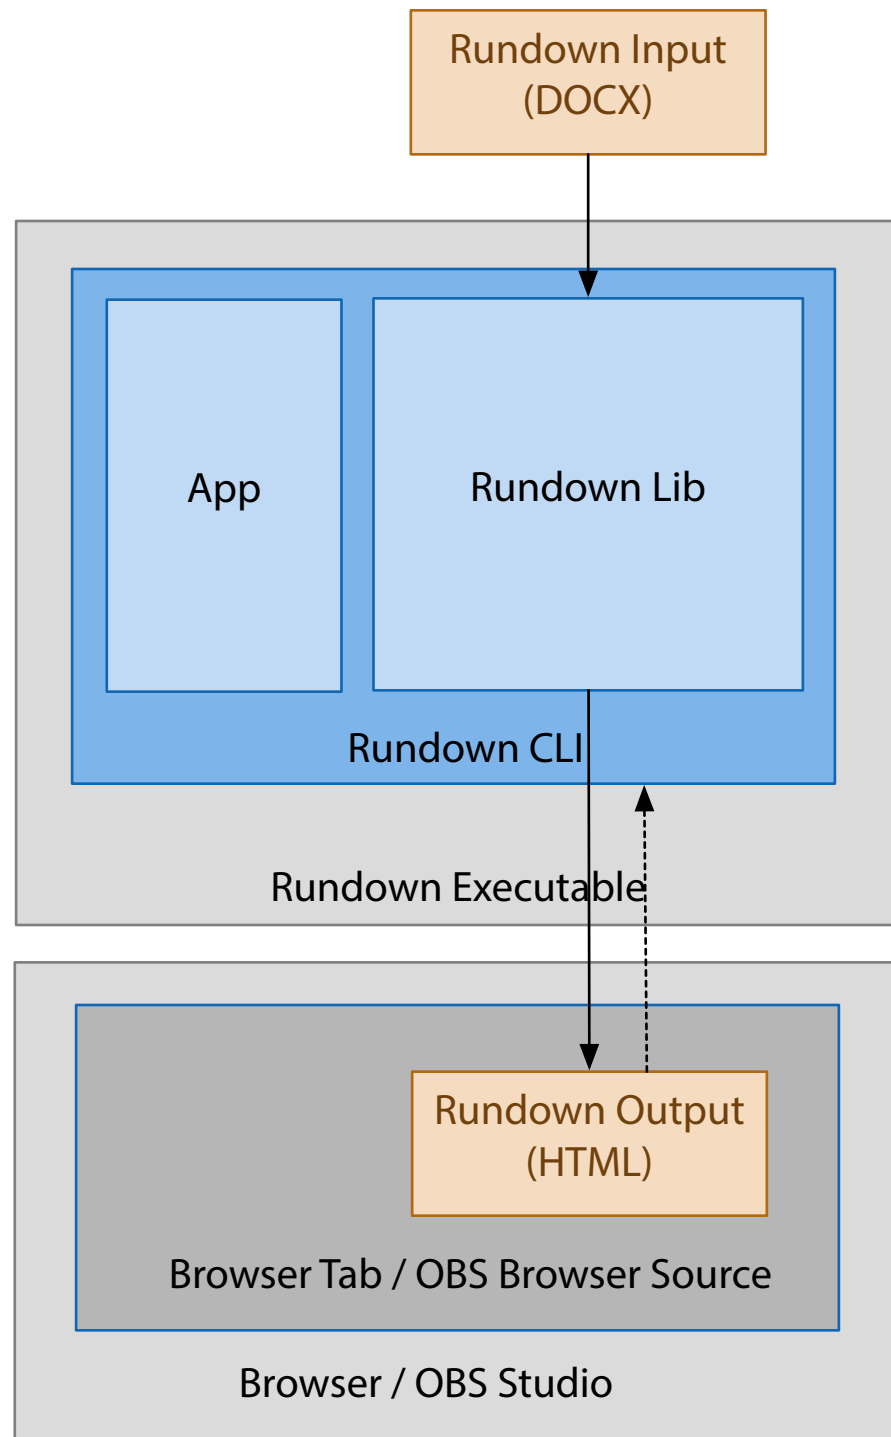 Rundown Input
(DOCX)
App
Rundown Lib
Rundown CLI
Rundown Executable
Rundown Output
(HTML)
Browser Tab / OBS Browser Source
Browser / OBS Studio